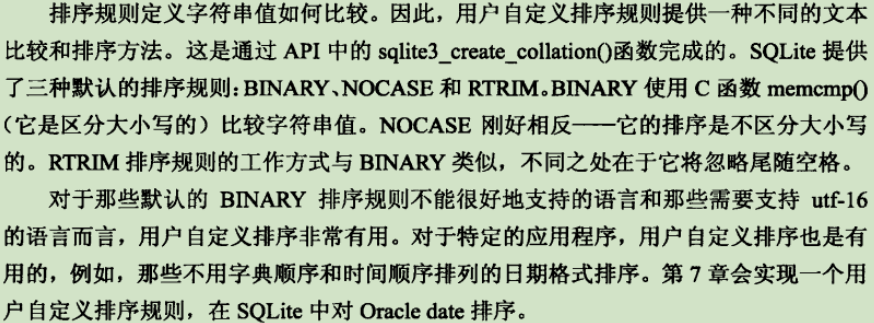 排序规则定义字符串值如何比较。因此，用户自定义排序规则提供一种不同的文本
比较和排序方法。这是通过 API 中的 sqlite3_create_collation()函数完成的。SQLite 提供
了三种默认的排序规则：BINARY、NOCASE 和 RTRIM。BINARY 使用 C 函数 memcmp()
（它是区分大小写的）比较字符串值。NOCASE 刚好相反——它的排序是不区分大小写
的。RTRIM 排序规则的工作方式与 BINARY 类似，不同之处在于它将忽略尾随空格。
对于那些默认的 BINARY 排序规则不能很好地支持的语言和那些需要支持 utf-16
的语言而言，用户自定义排序非常有用。对于特定的应用程序，用户自定义排序也是有
用的，例如，那些不用字典顺序和时间顺序排列的日期格式排序。第 7 章会实现一个用
户自定义排序规则，在 SQLite 中对 Oracle date 排序。